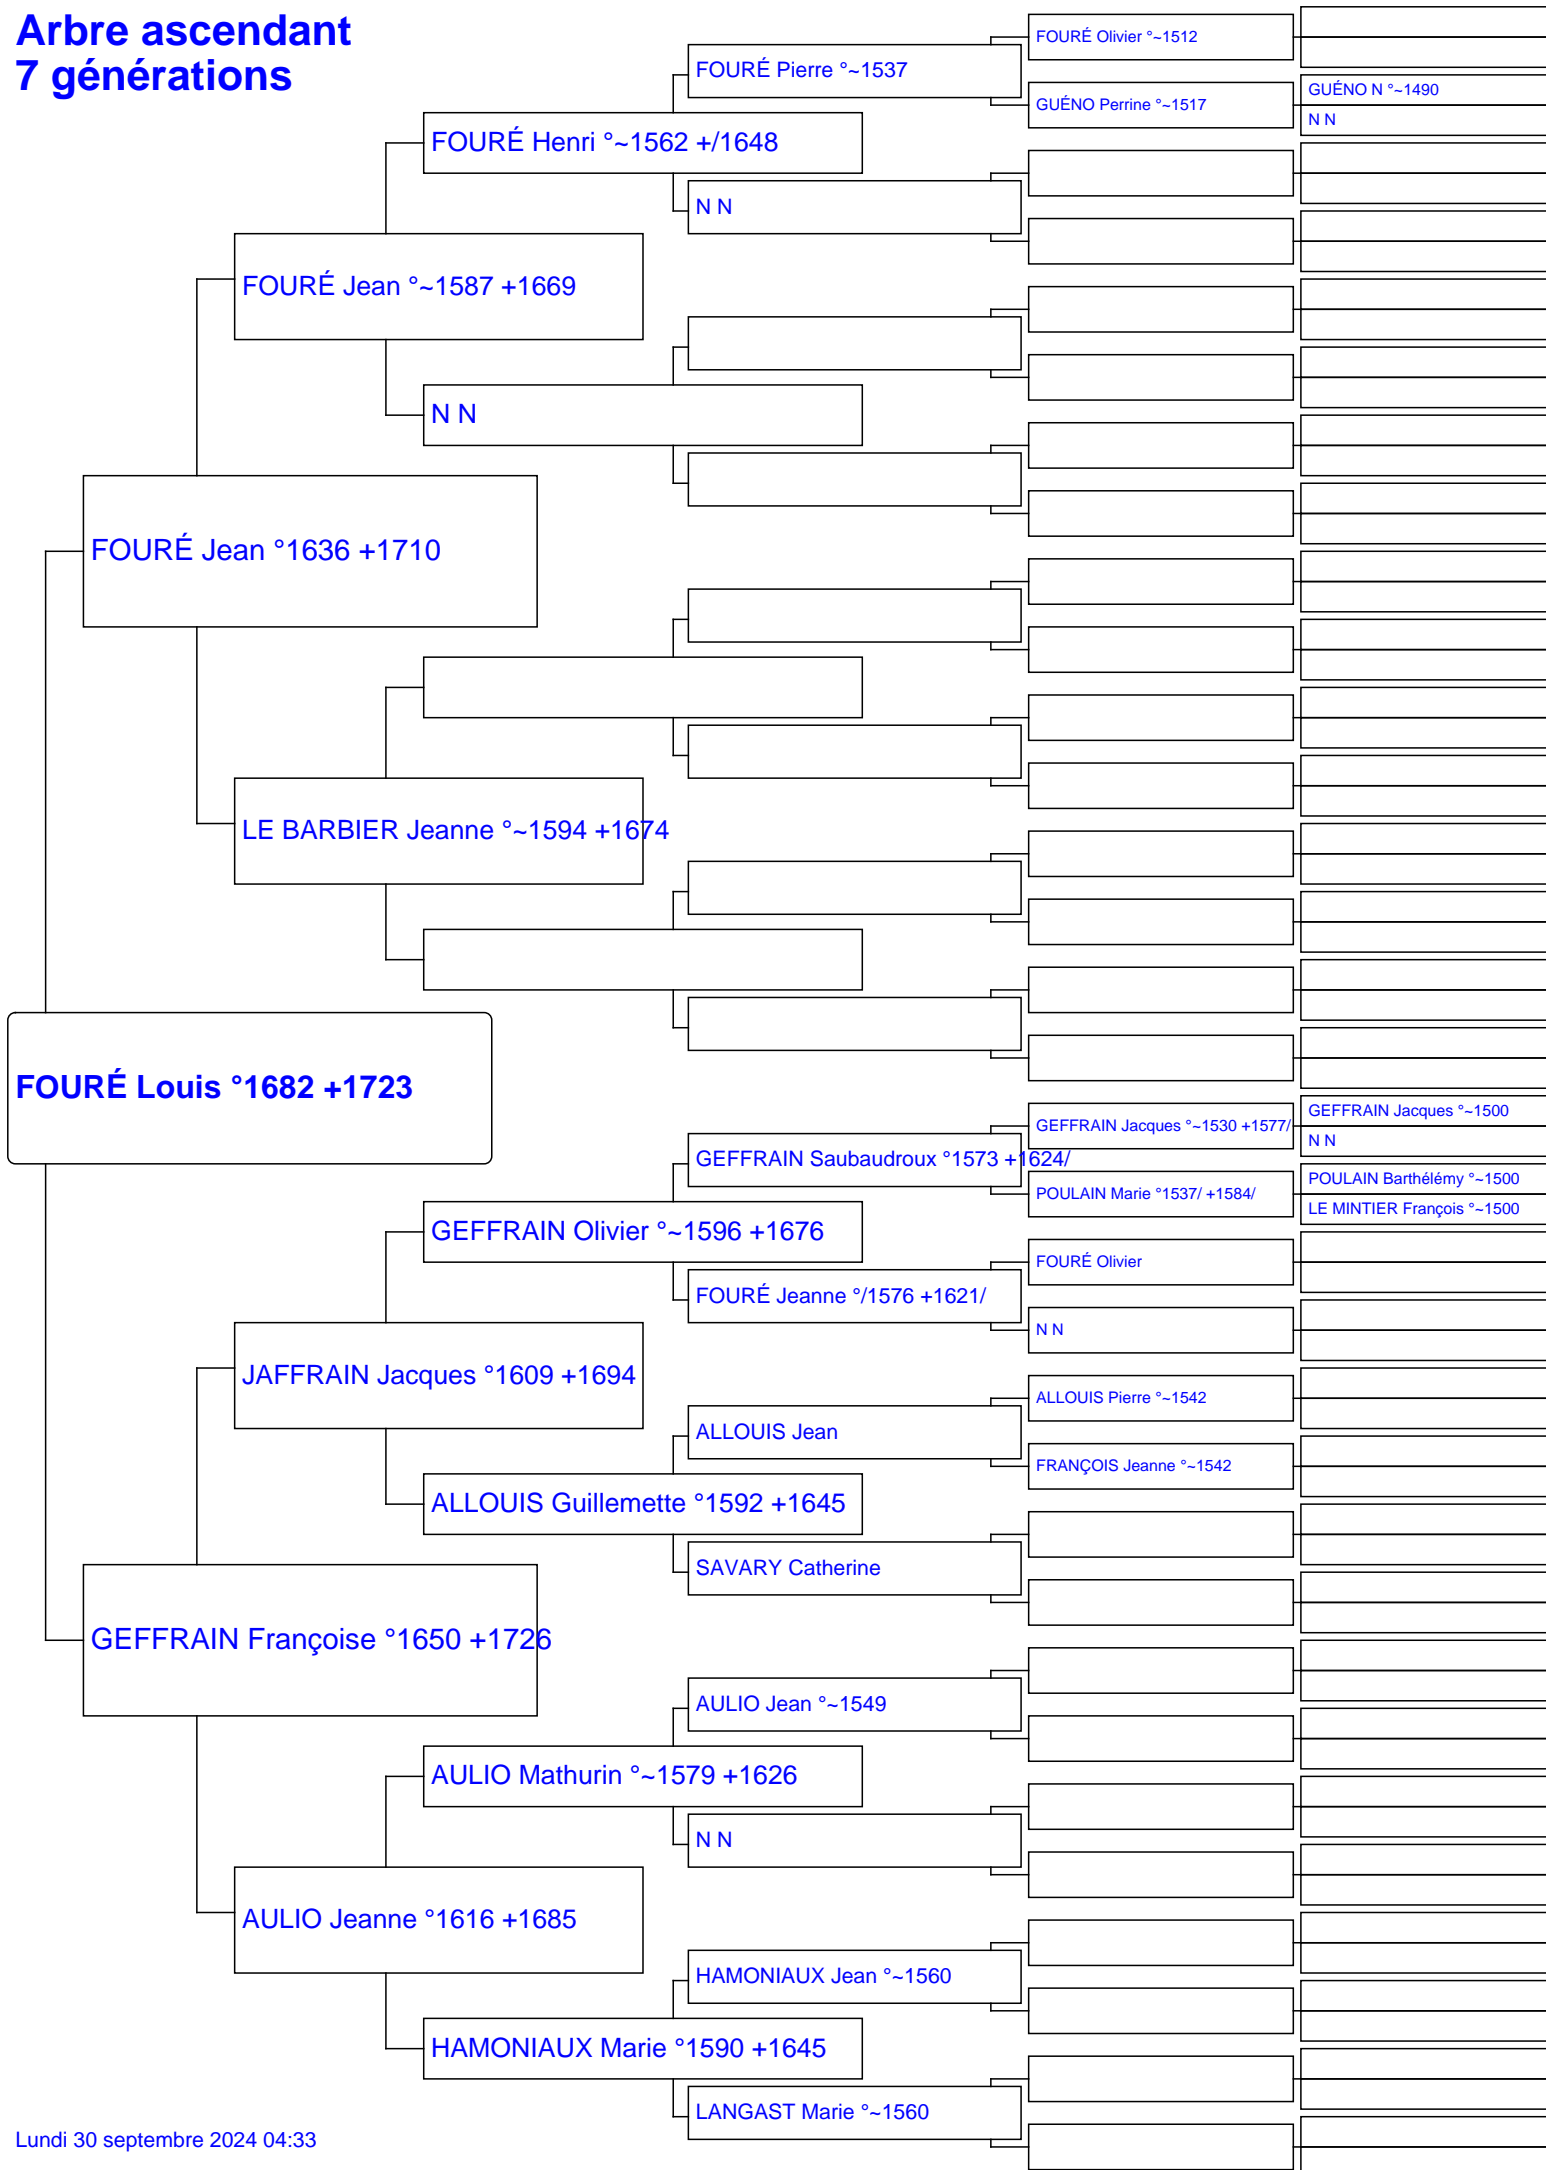 Arbre ascendant
7 générations
FOURÉ Olivier °~1512
FOURÉ Pierre °~1537
GUÉNO N °~1490
GUÉNO Perrine °~1517
N N
FOURÉ Henri °~1562 +/1648
N N
FOURÉ Jean °~1587 +1669
N N
FOURÉ Jean °1636 +1710
LE BARBIER Jeanne °~1594 +1674
FOURÉ Louis °1682 +1723
GEFFRAIN Jacques °~1500
GEFFRAIN Jacques °~1530 +1577/
N N
GEFFRAIN Saubaudroux °1573 +1624/
POULAIN Barthélémy °~1500
POULAIN Marie °1537/ +1584/
LE MINTIER François °~1500
GEFFRAIN Olivier °~1596 +1676
FOURÉ Olivier
FOURÉ Jeanne °/1576 +1621/
N N
JAFFRAIN Jacques °1609 +1694
ALLOUIS Pierre °~1542
ALLOUIS Jean
FRANÇOIS Jeanne °~1542
ALLOUIS Guillemette °1592 +1645
SAVARY Catherine
GEFFRAIN Françoise °1650 +1726
AULIO Jean °~1549
AULIO Mathurin °~1579 +1626
N N
AULIO Jeanne °1616 +1685
HAMONIAUX Jean °~1560
HAMONIAUX Marie °1590 +1645
LANGAST Marie °~1560
Lundi 30 septembre 2024 04:33